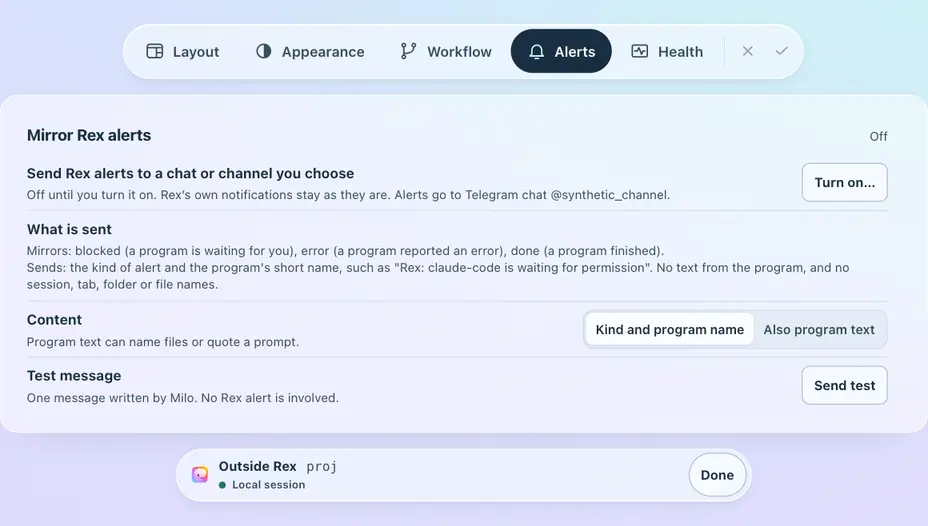 Layout
Appearance
Workflow
Alerts
Health
Mirror Rex alerts
Off
Send Rex alerts to a chat or channel you choose
Off until you turn it on. Rex's own notifications stay as they are. Alerts go to Telegram chat @synthetic_channel.
Turn on...
What is sent
Mirrors: blocked (a program is waiting for you), error (a program reported an error), done (a program finished).
Sends: the kind of alert and the program's short name, such as "Rex: claude-code is waiting for permission". No text from the program, and no
session, tab, folder or file names.
Content
Program text can name files or quote a prompt.
Kind and program name
Also program text
Test message
One message written by Milo. No Rex alert is involved.
Send test
Outside Rex proj
Local session
Done